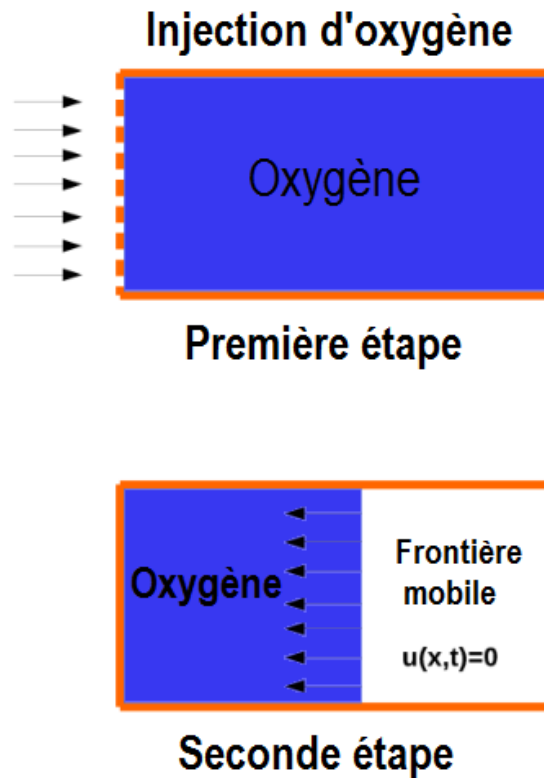 Injection d'oxygène
Oxygène
Première étape
Oxygène
Frontière
mobile
u(x,t)=0
Seconde étape